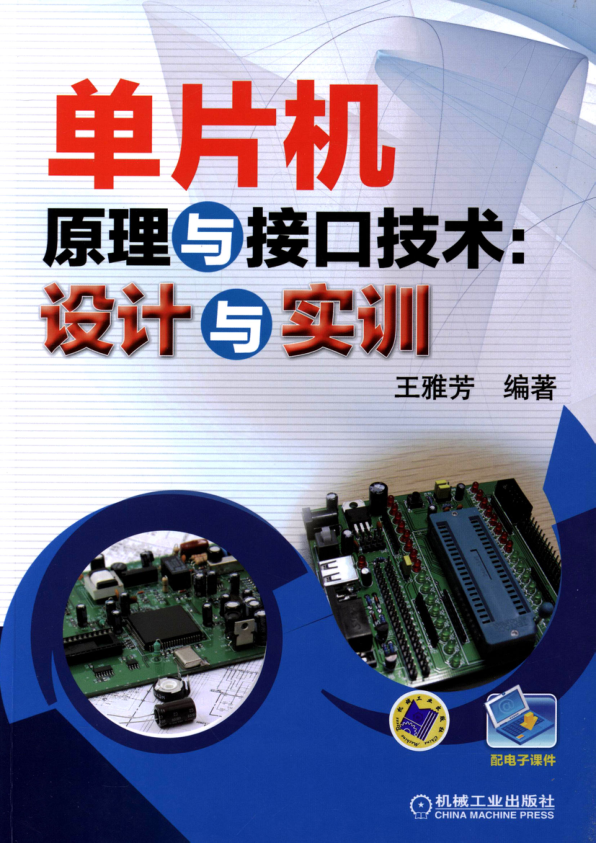 单片机
原理与接口技术：
设计与实训
王雅芳 编著
配电子课件
机械工业出版社
CHINA MACHINE PRESS